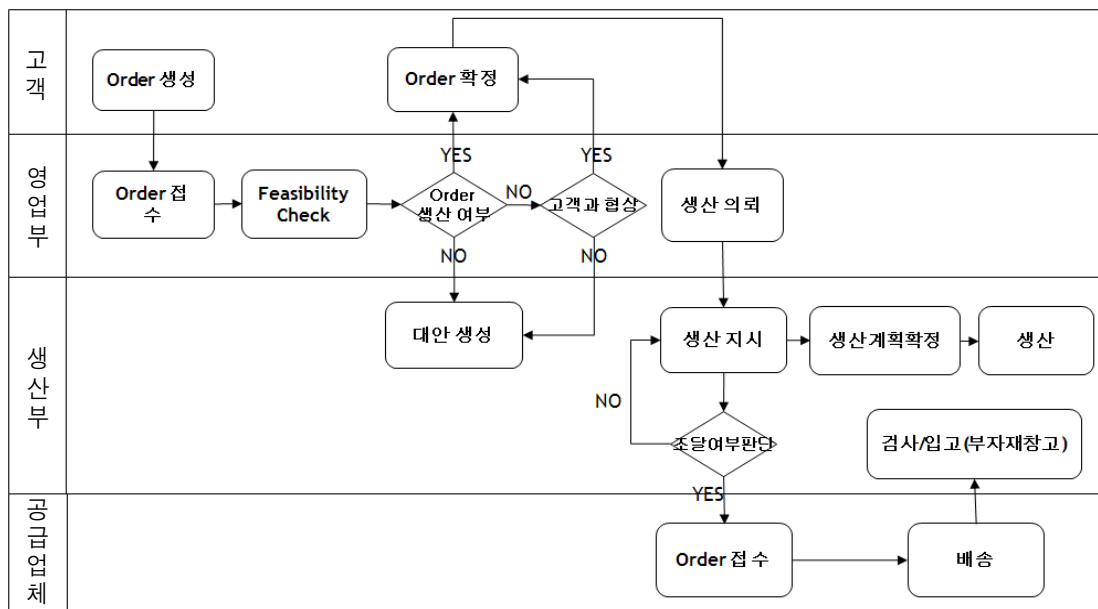 고객
Order 생성
Order 확정
영업부
YES
YES
Order 접
수
Feasibility
Check
Order
생산 여부
NO
고객과 협상
생산 의뢰
NO
NO
생산부
대안 생성
생산 지시
생산계획확정
생산
NO
조달여부판단
검사/입고(부자재창고)
YES
공급업체
Order 접수
배송